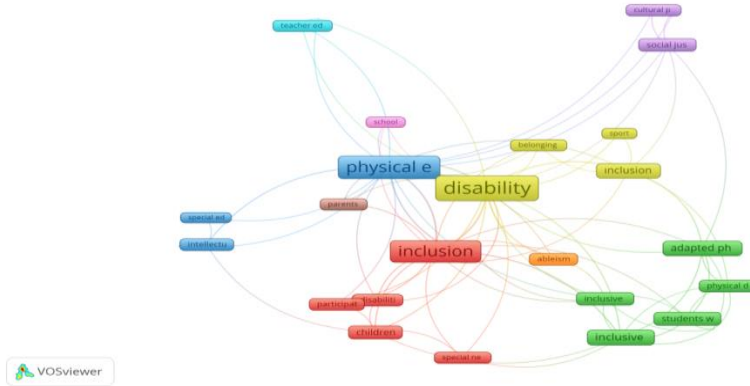 cultural p
teacher ed
social jus
school
sport
belonging
physical e
inclusion
disability
parents
special ed
intellectu
inclusion
adapted ph
ableism
physical d
disabiliti
inclusive
participat
students w
children
inclusive
special ne
VOSviewer